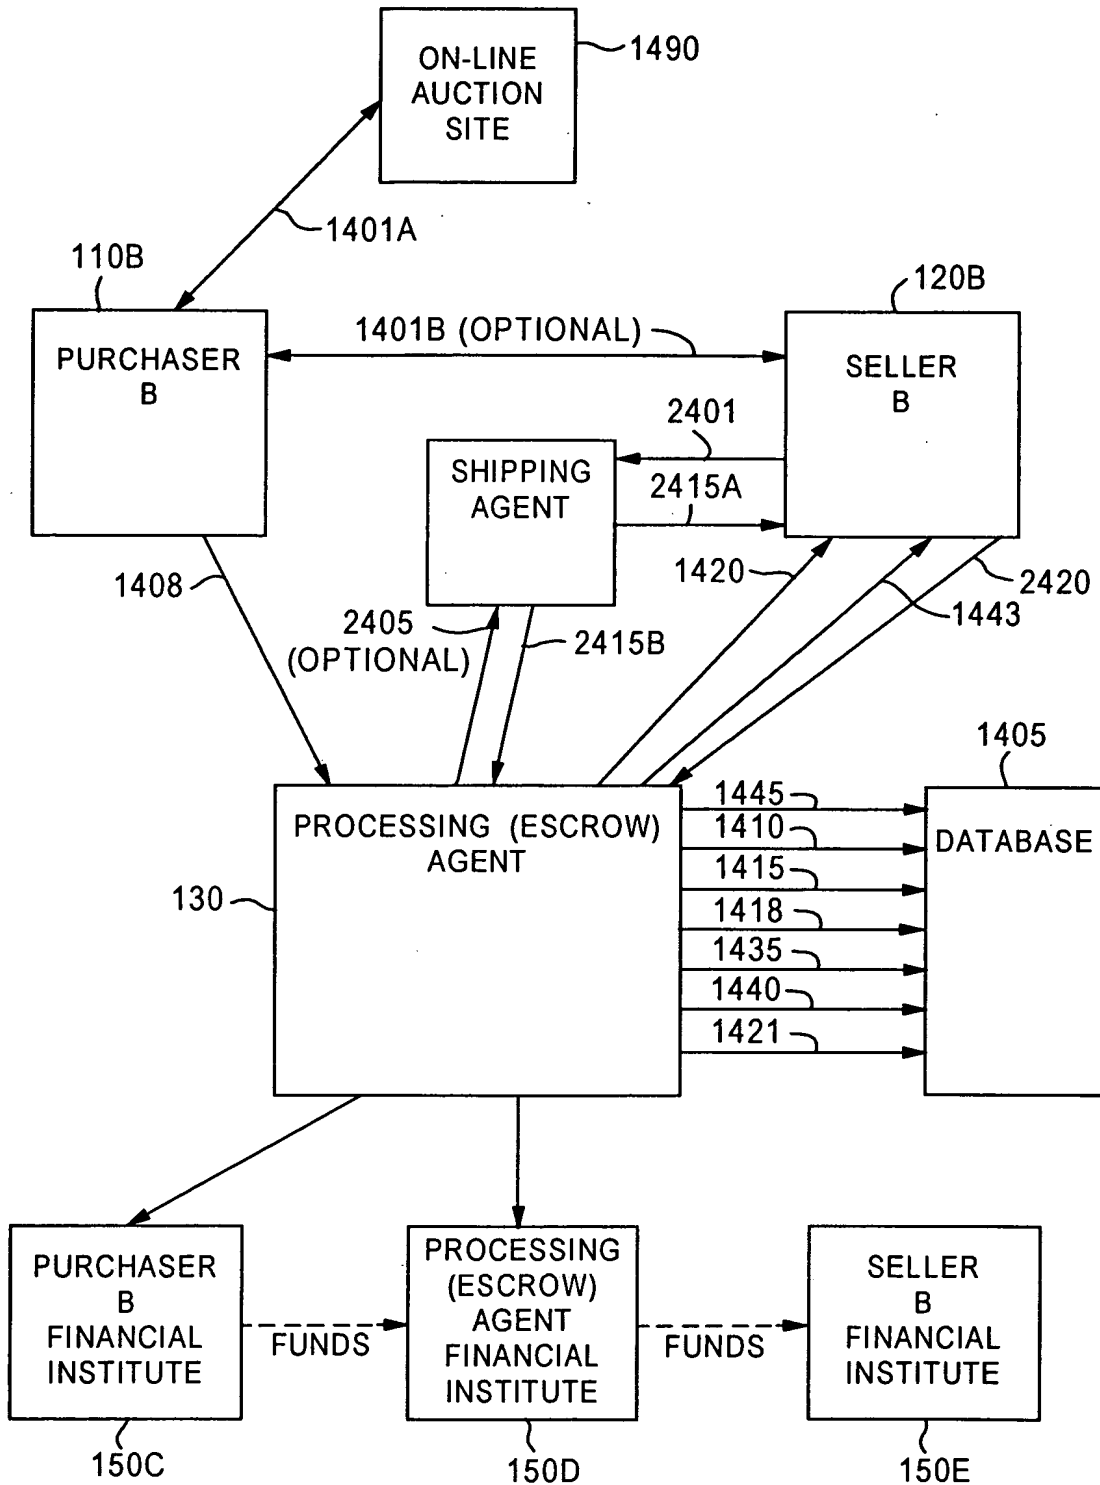 ON-LINE
AUCTION
SITE
1490
1401A
110B
PURCHASER
B
1401B (OPTIONAL)
120B
SELLER
B
2401
2415A
SHIPPING
AGENT
1408
2405
(OPTIONAL)
2415B
1420
2420
1443
PROCESSING (ESCROW)
AGENT
130
1405
DATABASE
1445
1410
1415
1418
1435
1440
1421
PURCHASER
B
FINANCIAL
INSTITUTE
FUNDS
PROCESSING
(ESCROW)
AGENT
FINANCIAL
INSTITUTE
FUNDS
SELLER
B
FINANCIAL
INSTITUTE
150C
150D
150E